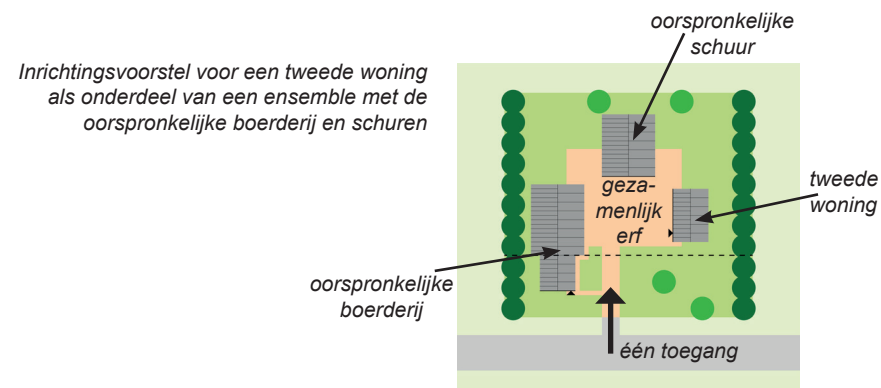 Inrichtingsvoorstel voor een tweede woning
als onderdeel van een ensemble met de
oorspronkelijke boerderij en schuren
oorspronkelijke
schuur
geza-
menlijk
erf
tweede
woning
oorspronkelijke
boerderij
één toegang